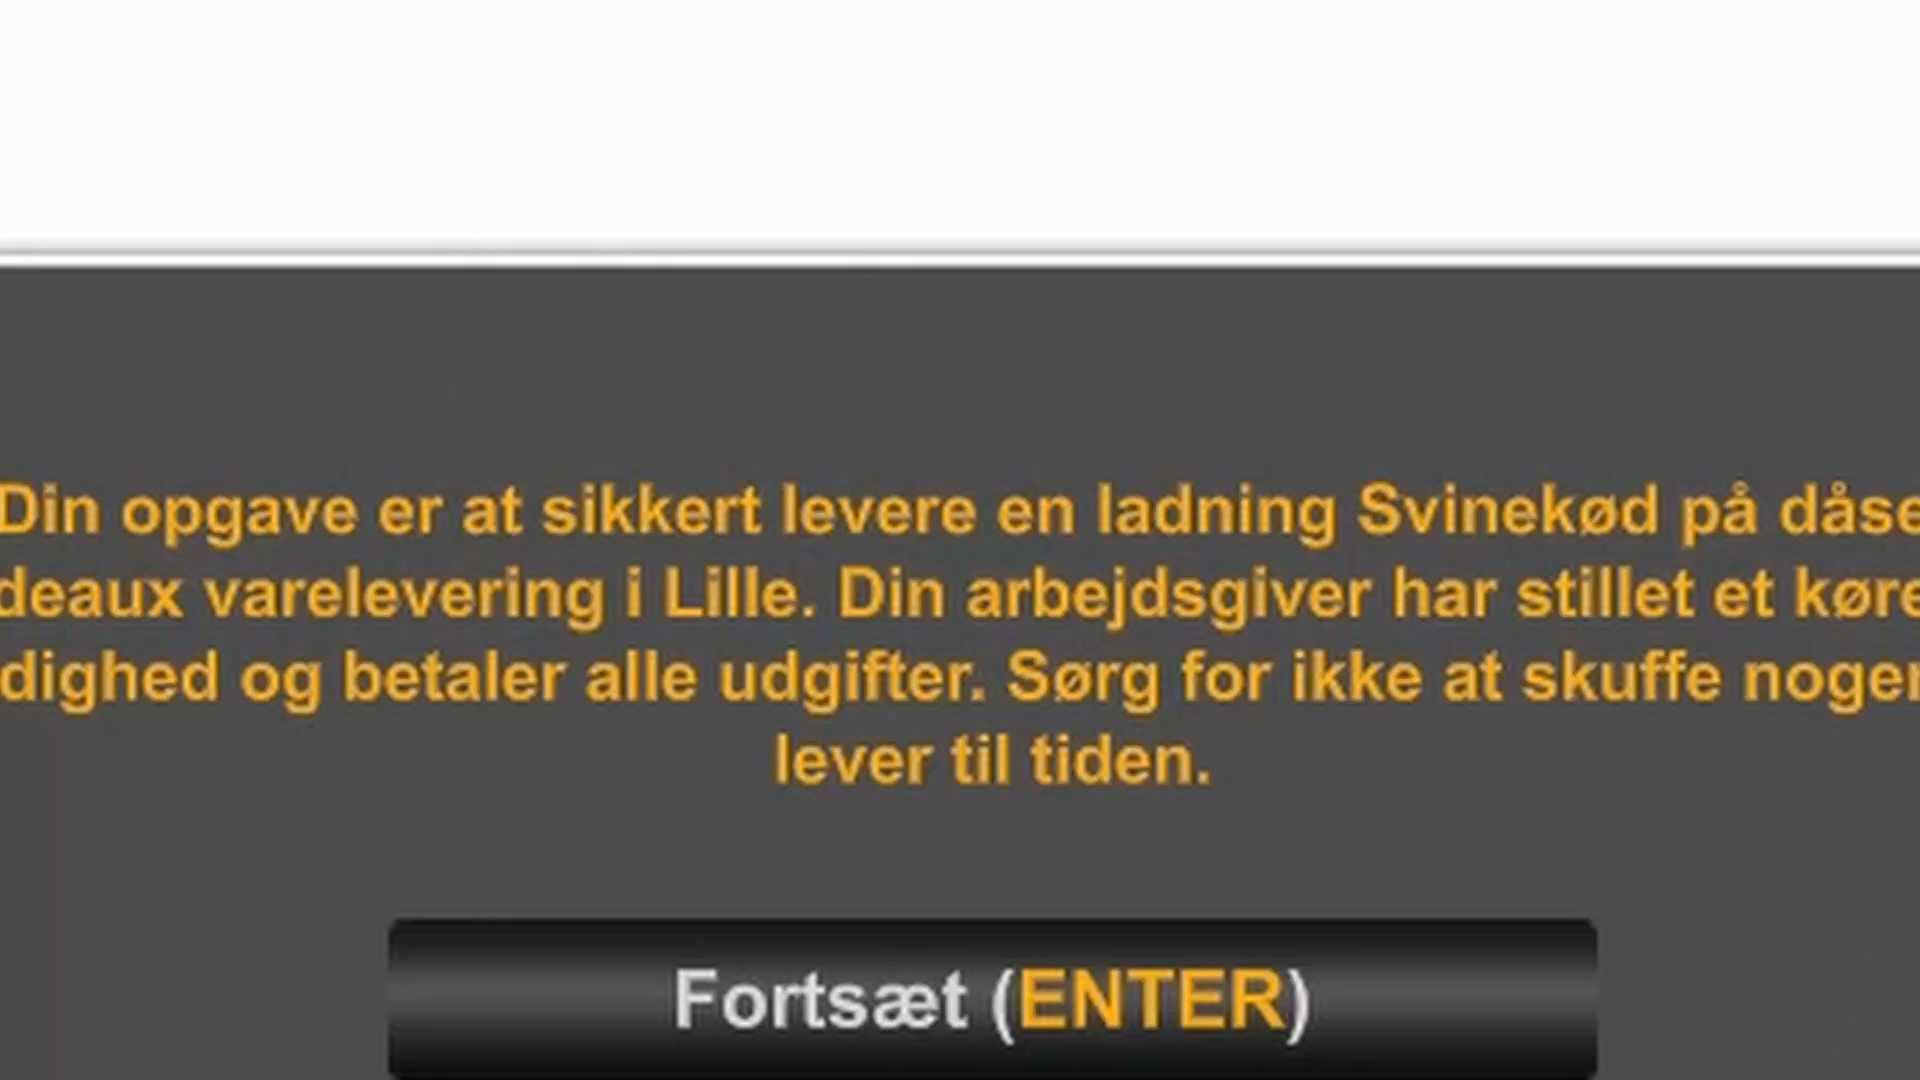 Din opgave er at sikkert levere en ladning Svinekød på dåse
deaux varelevering i Lille. Din arbejdsgiver har stillet et køre
dighed og betaler alle udgifter. Sørg for ikke at skuffe nogen
lever til tiden.
Fortsæt (ENTER)